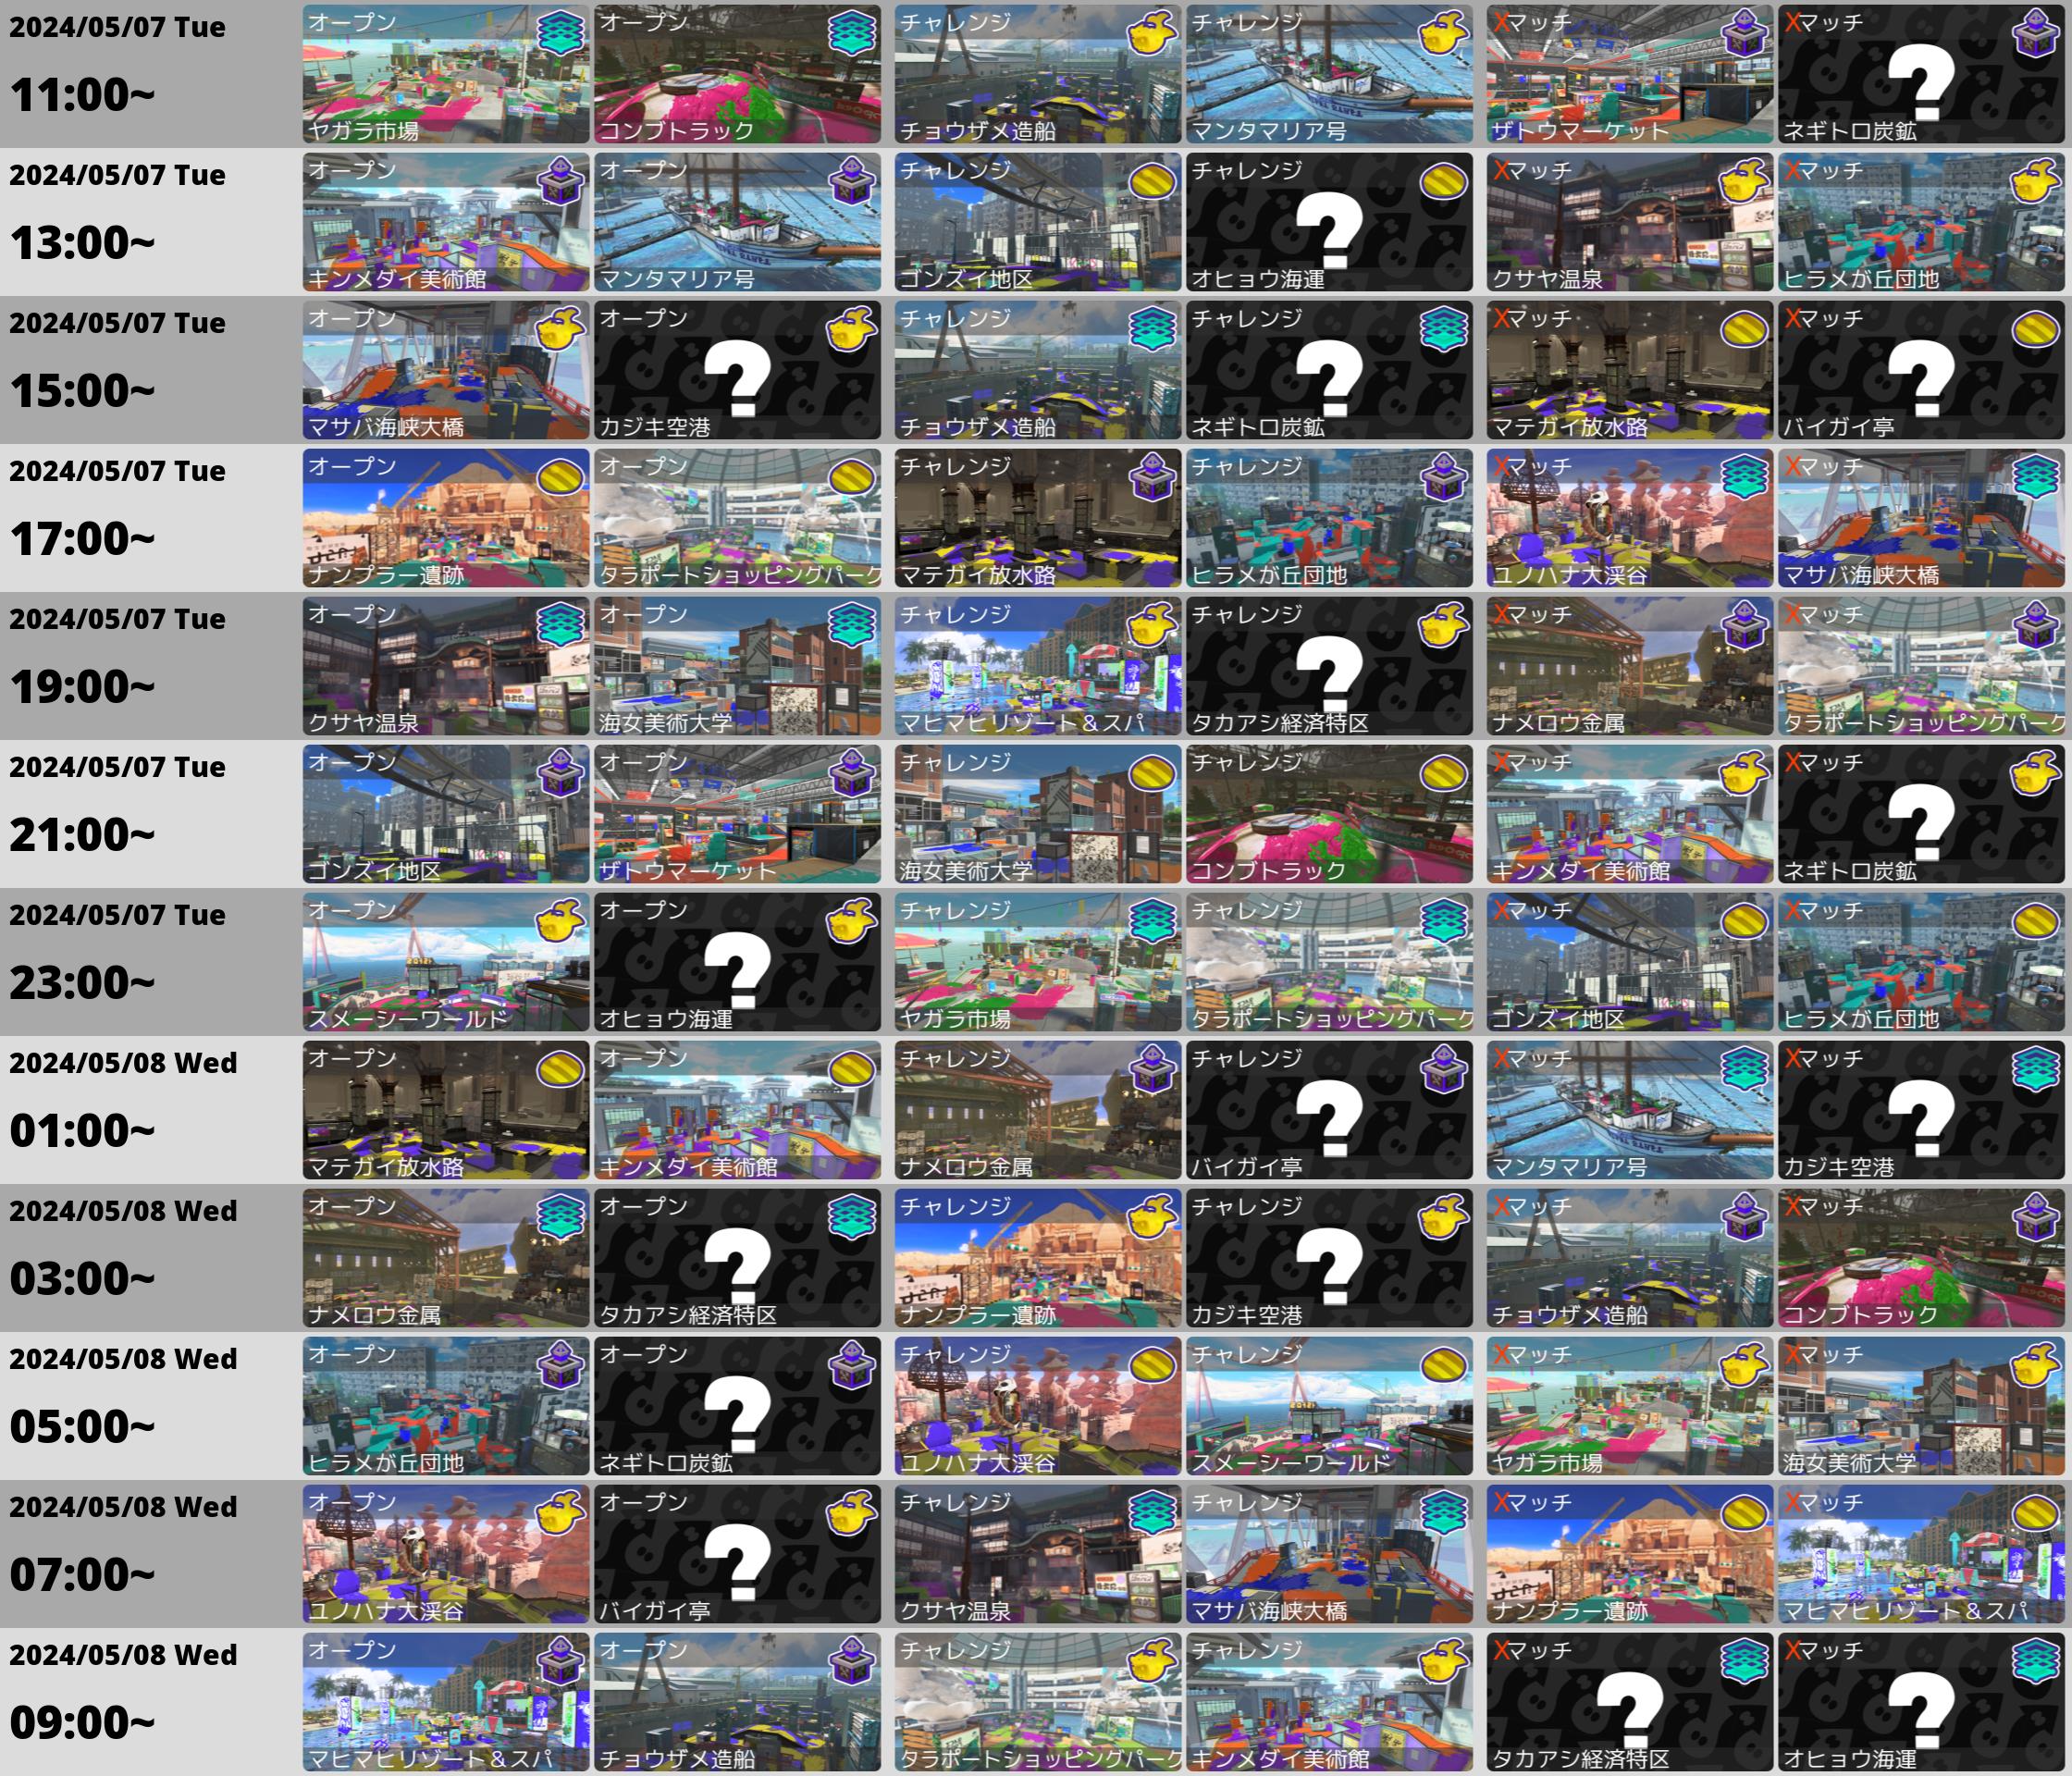 2024/05/07 Tue
11:00~
オープン
ヤガラ市場
オープン
コンブトラック
チャレンジ
チョウザメ造船
チャレンジ
マンタマリア号
Xマッチ
ザトウマーケット
Xマッチ
ネギトロ炭鉱
2024/05/07 Tue
13:00~
オープン
キンメダイ美術館
オープン
マンタマリア号
チャレンジ
ゴンズイ地区
チャレンジ
オヒョウ海運
Xマッチ
クサヤ温泉
Xマッチ
ヒラメが丘団地
2024/05/07 Tue
15:00~
オープン
マサバ海峡大橋
オープン
カジキ空港
チャレンジ
チョウザメ造船
チャレンジ
ネギトロ炭鉱
Xマッチ
マテガイ放水路
Xマッチ
バイガイ亭
2024/05/07 Tue
17:00~
オープン
ナンプラー遺跡
オープン
タラポートショッピングパーク
チャレンジ
マテガイ放水路
チャレンジ
ヒラメが丘団地
Xマッチ
ユノハナ大渓谷
Xマッチ
マサバ海峡大橋
2024/05/07 Tue
19:00~
オープン
クサヤ温泉
オープン
海女美術大学
チャレンジ
マヒマヒリゾート＆スパ
チャレンジ
タカアシ経済特区
Xマッチ
ナメロウ金属
Xマッチ
タラポートショッピングパーク
2024/05/07 Tue
21:00~
オープン
ゴンズイ地区
オープン
ザトウマーケット
チャレンジ
海女美術大学
チャレンジ
コンブトラック
Xマッチ
キンメダイ美術館
Xマッチ
ネギトロ炭鉱
2024/05/07 Tue
23:00~
オープン
スメーシーワールド
オープン
オヒョウ海運
チャレンジ
ヤガラ市場
チャレンジ
タラポートショッピングパーク
Xマッチ
ゴンズイ地区
Xマッチ
ヒラメが丘団地
2024/05/08 Wed
01:00~
オープン
マテガイ放水路
オープン
キンメダイ美術館
チャレンジ
ナメロウ金属
チャレンジ
バイガイ亭
Xマッチ
マンタマリア号
Xマッチ
カジキ空港
2024/05/08 Wed
03:00~
オープン
ナメロウ金属
オープン
タカアシ経済特区
チャレンジ
ナンプラー遺跡
チャレンジ
カジキ空港
Xマッチ
チョウザメ造船
Xマッチ
コンブトラック
2024/05/08 Wed
05:00~
オープン
ヒラメが丘団地
オープン
ネギトロ炭鉱
チャレンジ
ユノハナ大渓谷
チャレンジ
スメーシーワールド
Xマッチ
ヤガラ市場
Xマッチ
海女美術大学
2024/05/08 Wed
07:00~
オープン
ユノハナ大渓谷
オープン
バイガイ亭
チャレンジ
クサヤ温泉
チャレンジ
マサバ海峡大橋
Xマッチ
ナンプラー遺跡
Xマッチ
マヒマヒリゾート＆スパ
2024/05/08 Wed
09:00~
オープン
マヒマヒリゾート＆スパ
オープン
チョウザメ造船
チャレンジ
タラポートショッピングパーク
チャレンジ
キンメダイ美術館
Xマッチ
タカアシ経済特区
Xマッチ
オヒョウ海運